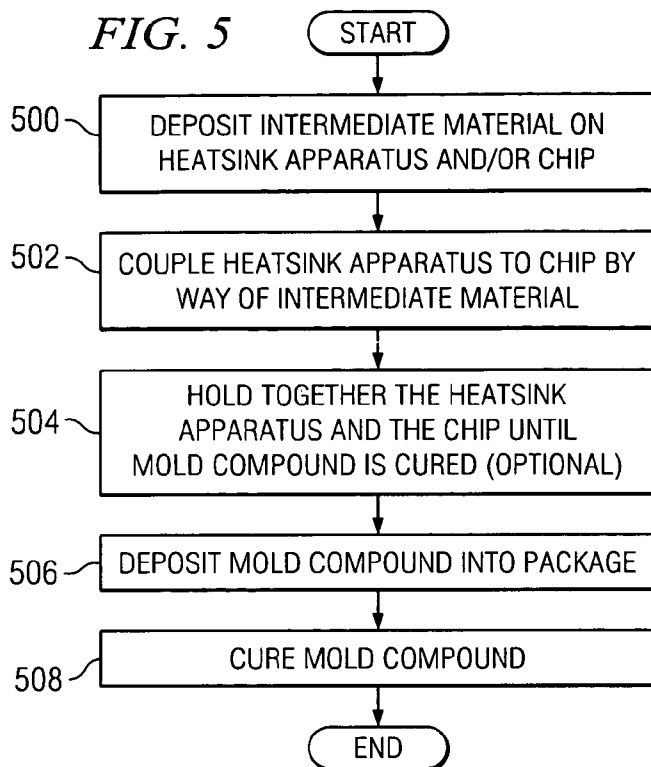 FIG. 5
START
500
DEPOSIT INTERMEDIATE MATERIAL ON
HEATSINK APPARATUS AND/OR CHIP
502
COUPLE HEATSINK APPARATUS TO CHIP BY
WAY OF INTERMEDIATE MATERIAL
504
HOLD TOGETHER THE HEATSINK
APPARATUS AND THE CHIP UNTIL
MOLD COMPOUND IS CURED (OPTIONAL)
506
DEPOSIT MOLD COMPOUND INTO PACKAGE
508
CURE MOLD COMPOUND
END